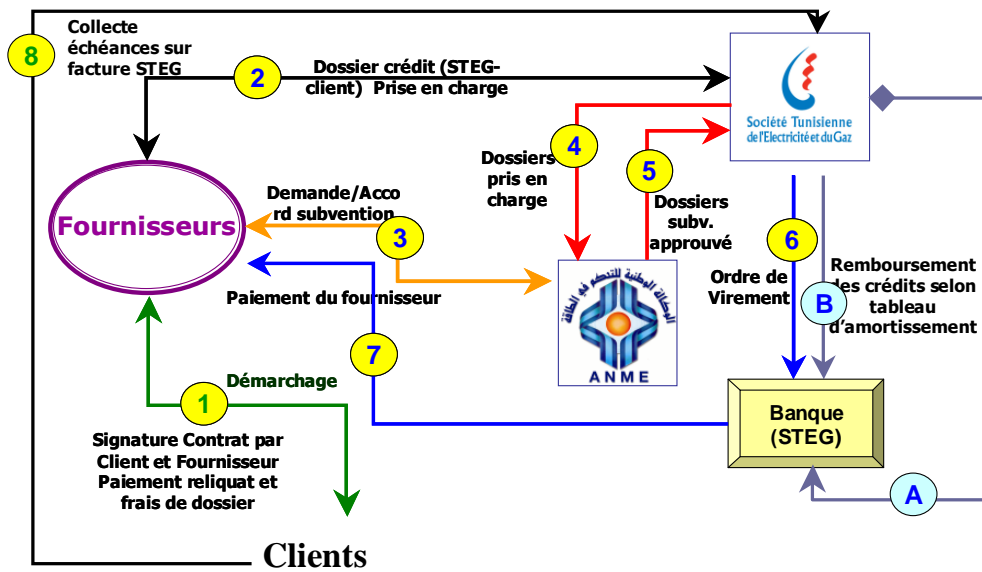 8
Collecte
échéances sur
facture STEG
2
Dossier crédit (STEG-
client) Prise en charge
Société Tunisienne
de l'Electricité et du Gaz
4
Dossiers
pris en
charge
5
Dossiers
subv.
approuvé
Fournisseurs
Demande/Acco
rd subvention
3
6
Ordre de
Virement
B
Remboursement
des crédits selon
tableau
d'amortissement
الوكالة الوطنية للتحكم في الطاقة
ANME
Paiement du fournisseur
7
Démarchage
1
Signature Contrat par
Client et Fournisseur
Paiement reliquat et
frais de dossier
Banque
(STEG)
A
Clients